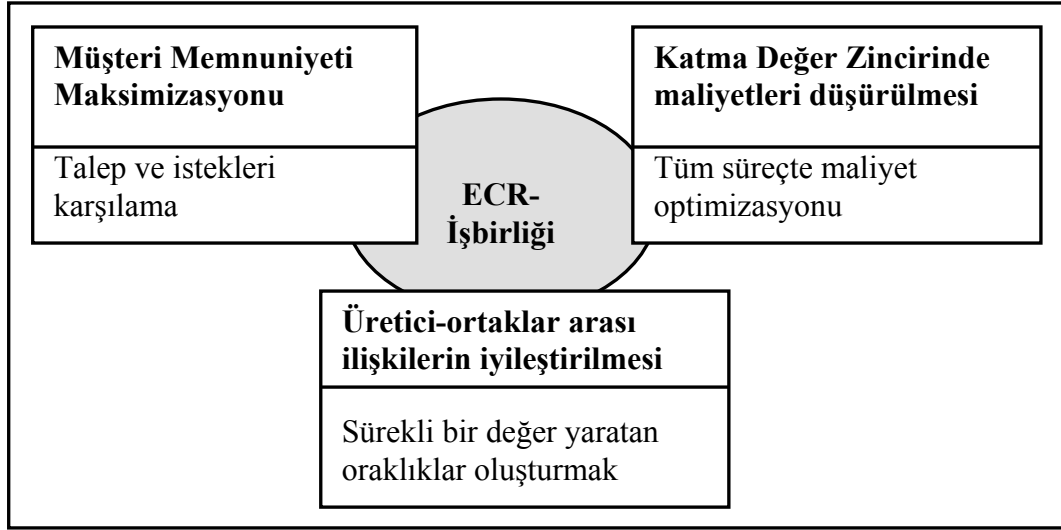 Müşteri Memnuniyeti
Maksimizasyonu
Talep ve istekleri
karşılama
Katma Değer Zincirinde
maliyetleri düşürülmesi
Tüm süreçte maliyet
optimizasyonu
ECR-
İşbirliği
Üretici-ortaklar arası
ilişkilerin iyileştirilmesi
Sürekli bir değer yaratan
oraklıklar oluşturmak